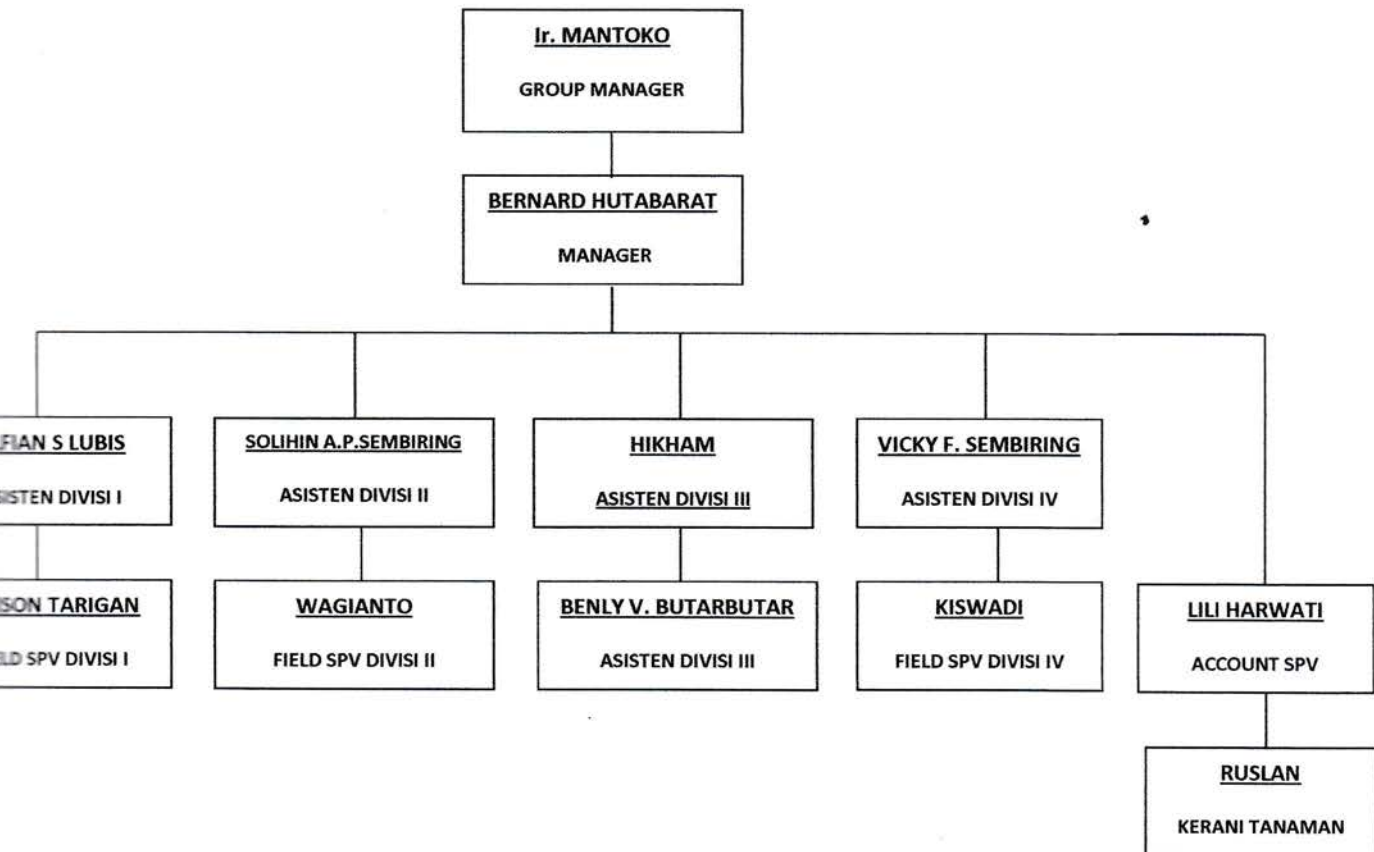 Ir. MANTOKO
GROUP MANAGER
BERNARD HUTABARAT
MANAGER
S LUBIS
DIVISI I
SOLIHIN A.P.SEMBIRING
ASISTEN DIVISI II
HIKHAM
ASISTEN DIVISI III
VICKY F. SEMBIRING
ASISTEN DIVISI IV
TARIGAN
SPV DIVISI I
WAGIANTO
FIELD SPV DIVISI II
BENLY V. BUTARBUTAR
ASISTEN DIVISI III
KISWADI
FIELD SPV DIVISI IV
LILI HARWATI
ACCOUNT SPV
RUSLAN
KERANI TANAMAN